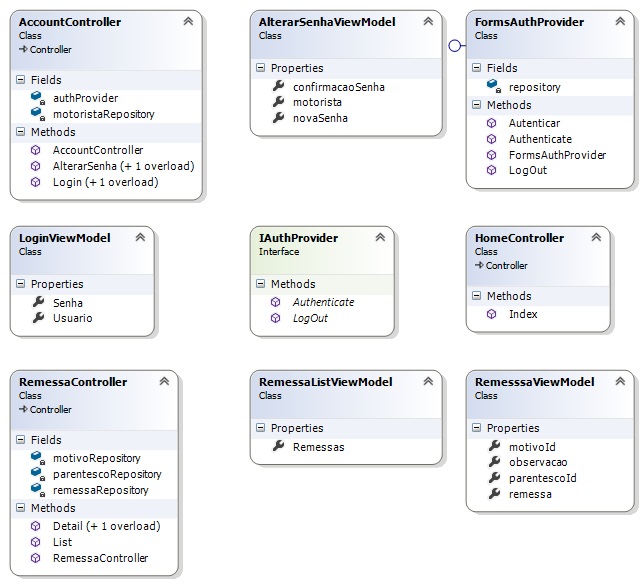 AccountController
Class
Controller
Fields
authProvider
motoristaRepository
Methods
AccountController
AlterarSenha (+ 1 overload)
Login (+ 1 overload)
AlterarSenhaViewModel
Class
Properties
confirmacaoSenha
motorista
novaSenha
FormsAuthProvider
Class
Fields
repository
Methods
Autenticar
Authenticate
FormsAuthProvider
LogOut
LoginViewModel
Class
Properties
Senha
Usuario
IAuthProvider
Interface
Methods
Authenticate
LogOut
HomeController
Class
Controller
Methods
Index
RemessaController
Class
Controller
Fields
motivoRepository
parentescoRepository
remessaRepository
Methods
Detail (+ 1 overload)
List
RemessaController
RemessaListViewModel
Class
Properties
Remessas
RemesssaViewModel
Class
Properties
motivoId
observacao
parentescoId
remessa